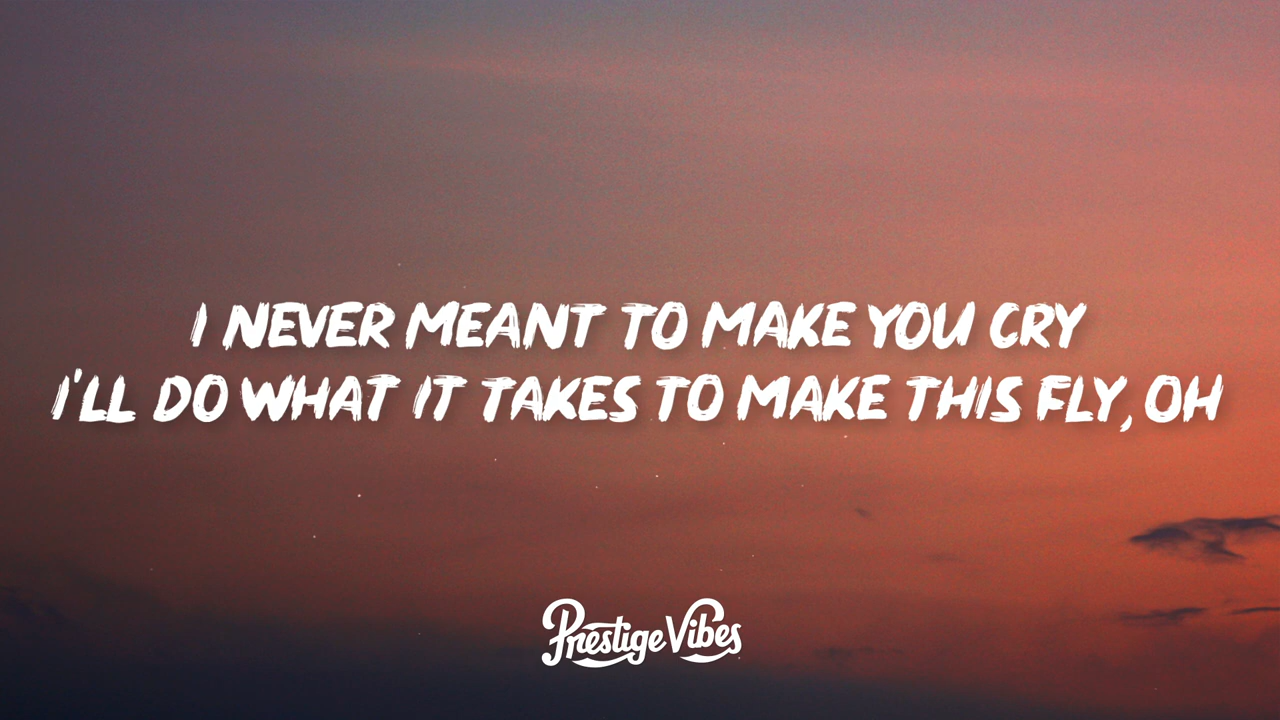 I NEVER MEANT TO MAKE YOU CRY
I'LL DO WHAT IT TAKES TO MAKE THIS FLY, OH
Prestige Vibes